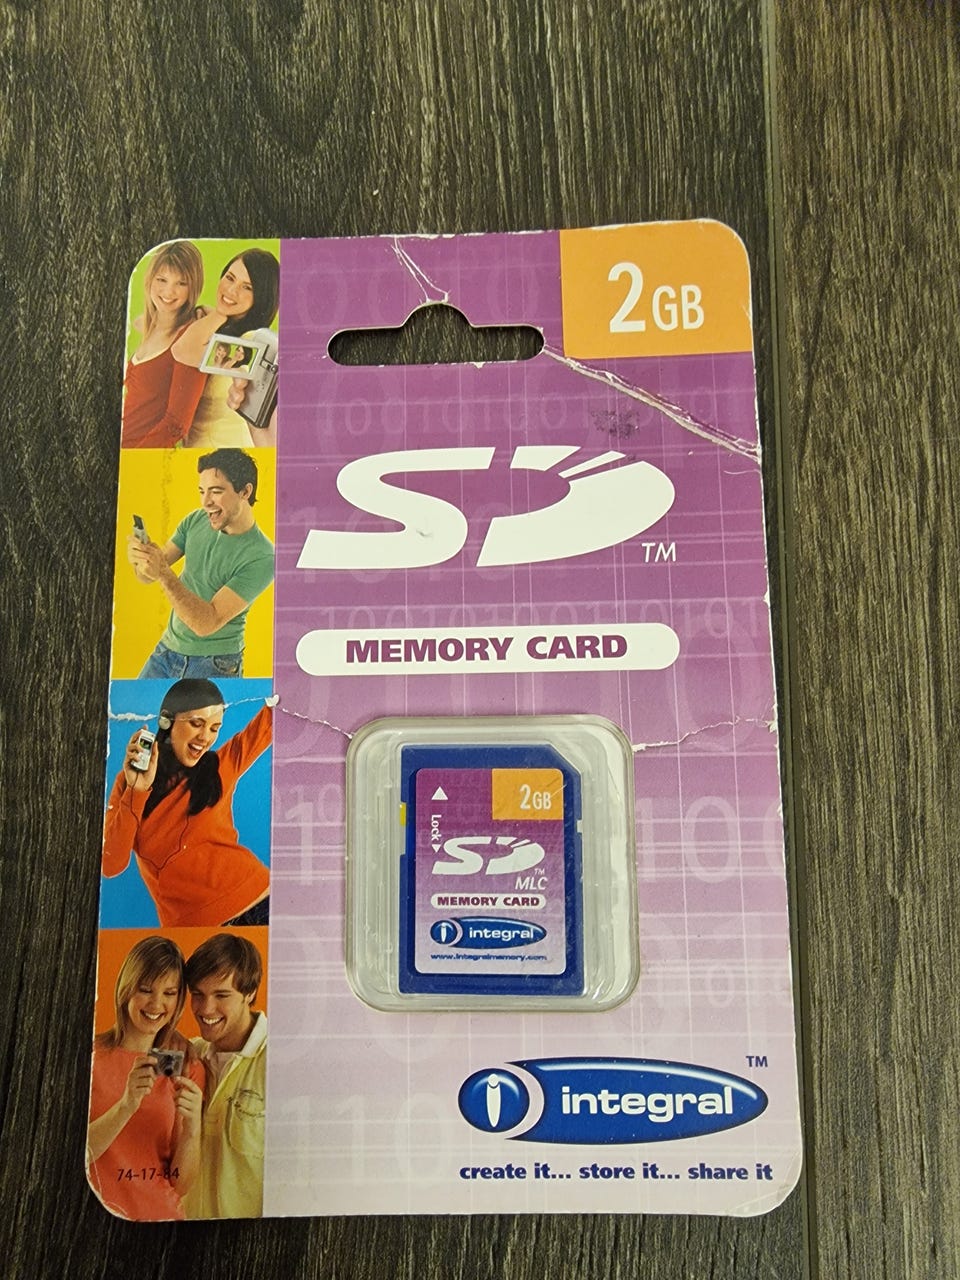 2GB
SD
TM
MEMORY CARD
2GB
Lock
SD
TM
MLC
MEMORY CARD
integral
www.integralmemory.com
TM
integral
create it... store it... share it
74-17-84